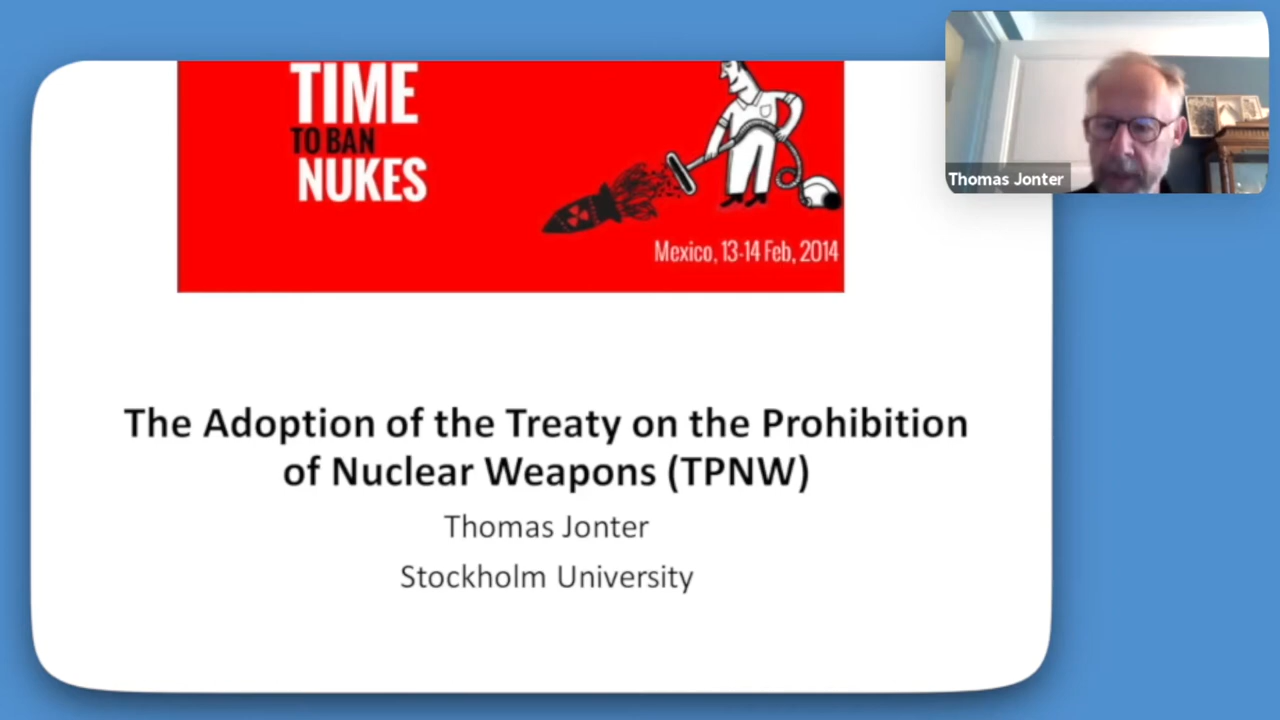 TIME
TO BAN
NUKES
Mexico, 13-14 Feb, 2014
Thomas Jonter
The Adoption of the Treaty on the Prohibition
of Nuclear Weapons (TPNW)
Thomas Jonter
Stockholm University